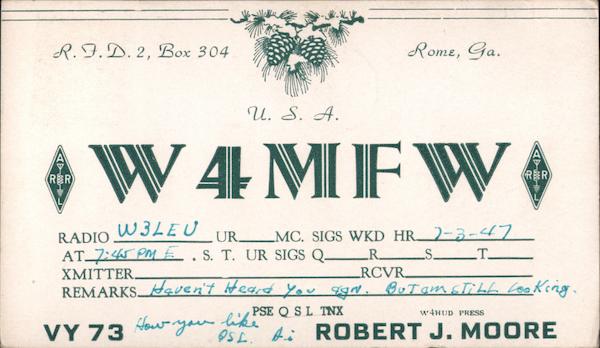 R. F. D. 2, Box 304 Rome, Ga.
U. S. A.
W4MFW
ARRL ARRL
RADIO W3LEU UR MC. SIGS WKD HR 7-3-47
AT 7:45 PM E. S. T. UR SIGS Q R S T
XMITTER RCVR
REMARKS Haven't Heard You agn. But am still Looking.
PSE Q S L TNX W4HUD PRESS
VY 73 How you like QSL. ROBERT J. MOORE